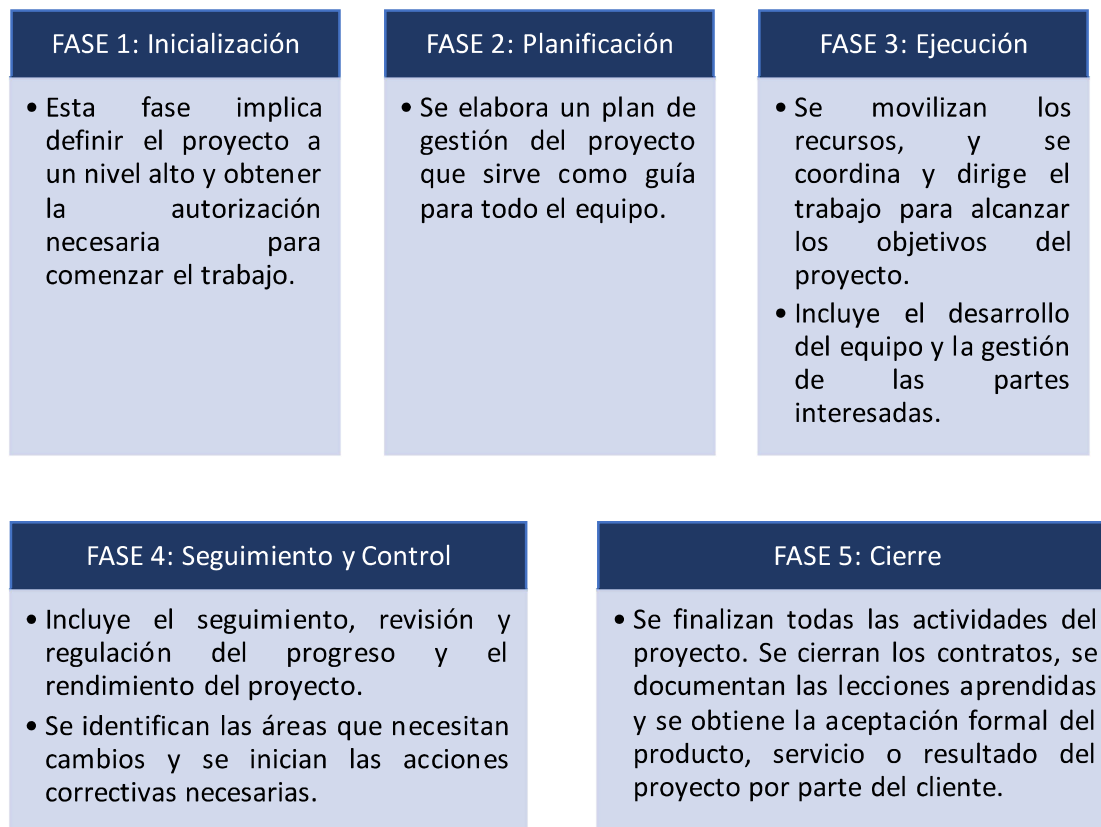 FASE 1: Inicialización
• Esta fase implica
definir el proyecto a
un nivel alto y obtener
la autorización
necesaria para
comenzar el trabajo.
FASE 2: Planificación
• Se elabora un plan de
gestión del proyecto
que sirve como guía
para todo el equipo.
FASE 3: Ejecución
• Se movilizan los
recursos, y se
coordina y dirige el
trabajo para alcanzar
los objetivos del
proyecto.
• Incluye el desarrollo
del equipo y la gestión
de las partes
interesadas.
FASE 4: Seguimiento y Control
• Incluye el seguimiento, revisión y
regulación del progreso y el
rendimiento del proyecto.
• Se identifican las áreas que necesitan
cambios y se inician las acciones
correctivas necesarias.
FASE 5: Cierre
• Se finalizan todas las actividades del
proyecto. Se cierran los contratos, se
documentan las lecciones aprendidas
y se obtiene la aceptación formal del
producto, servicio o resultado del
proyecto por parte del cliente.